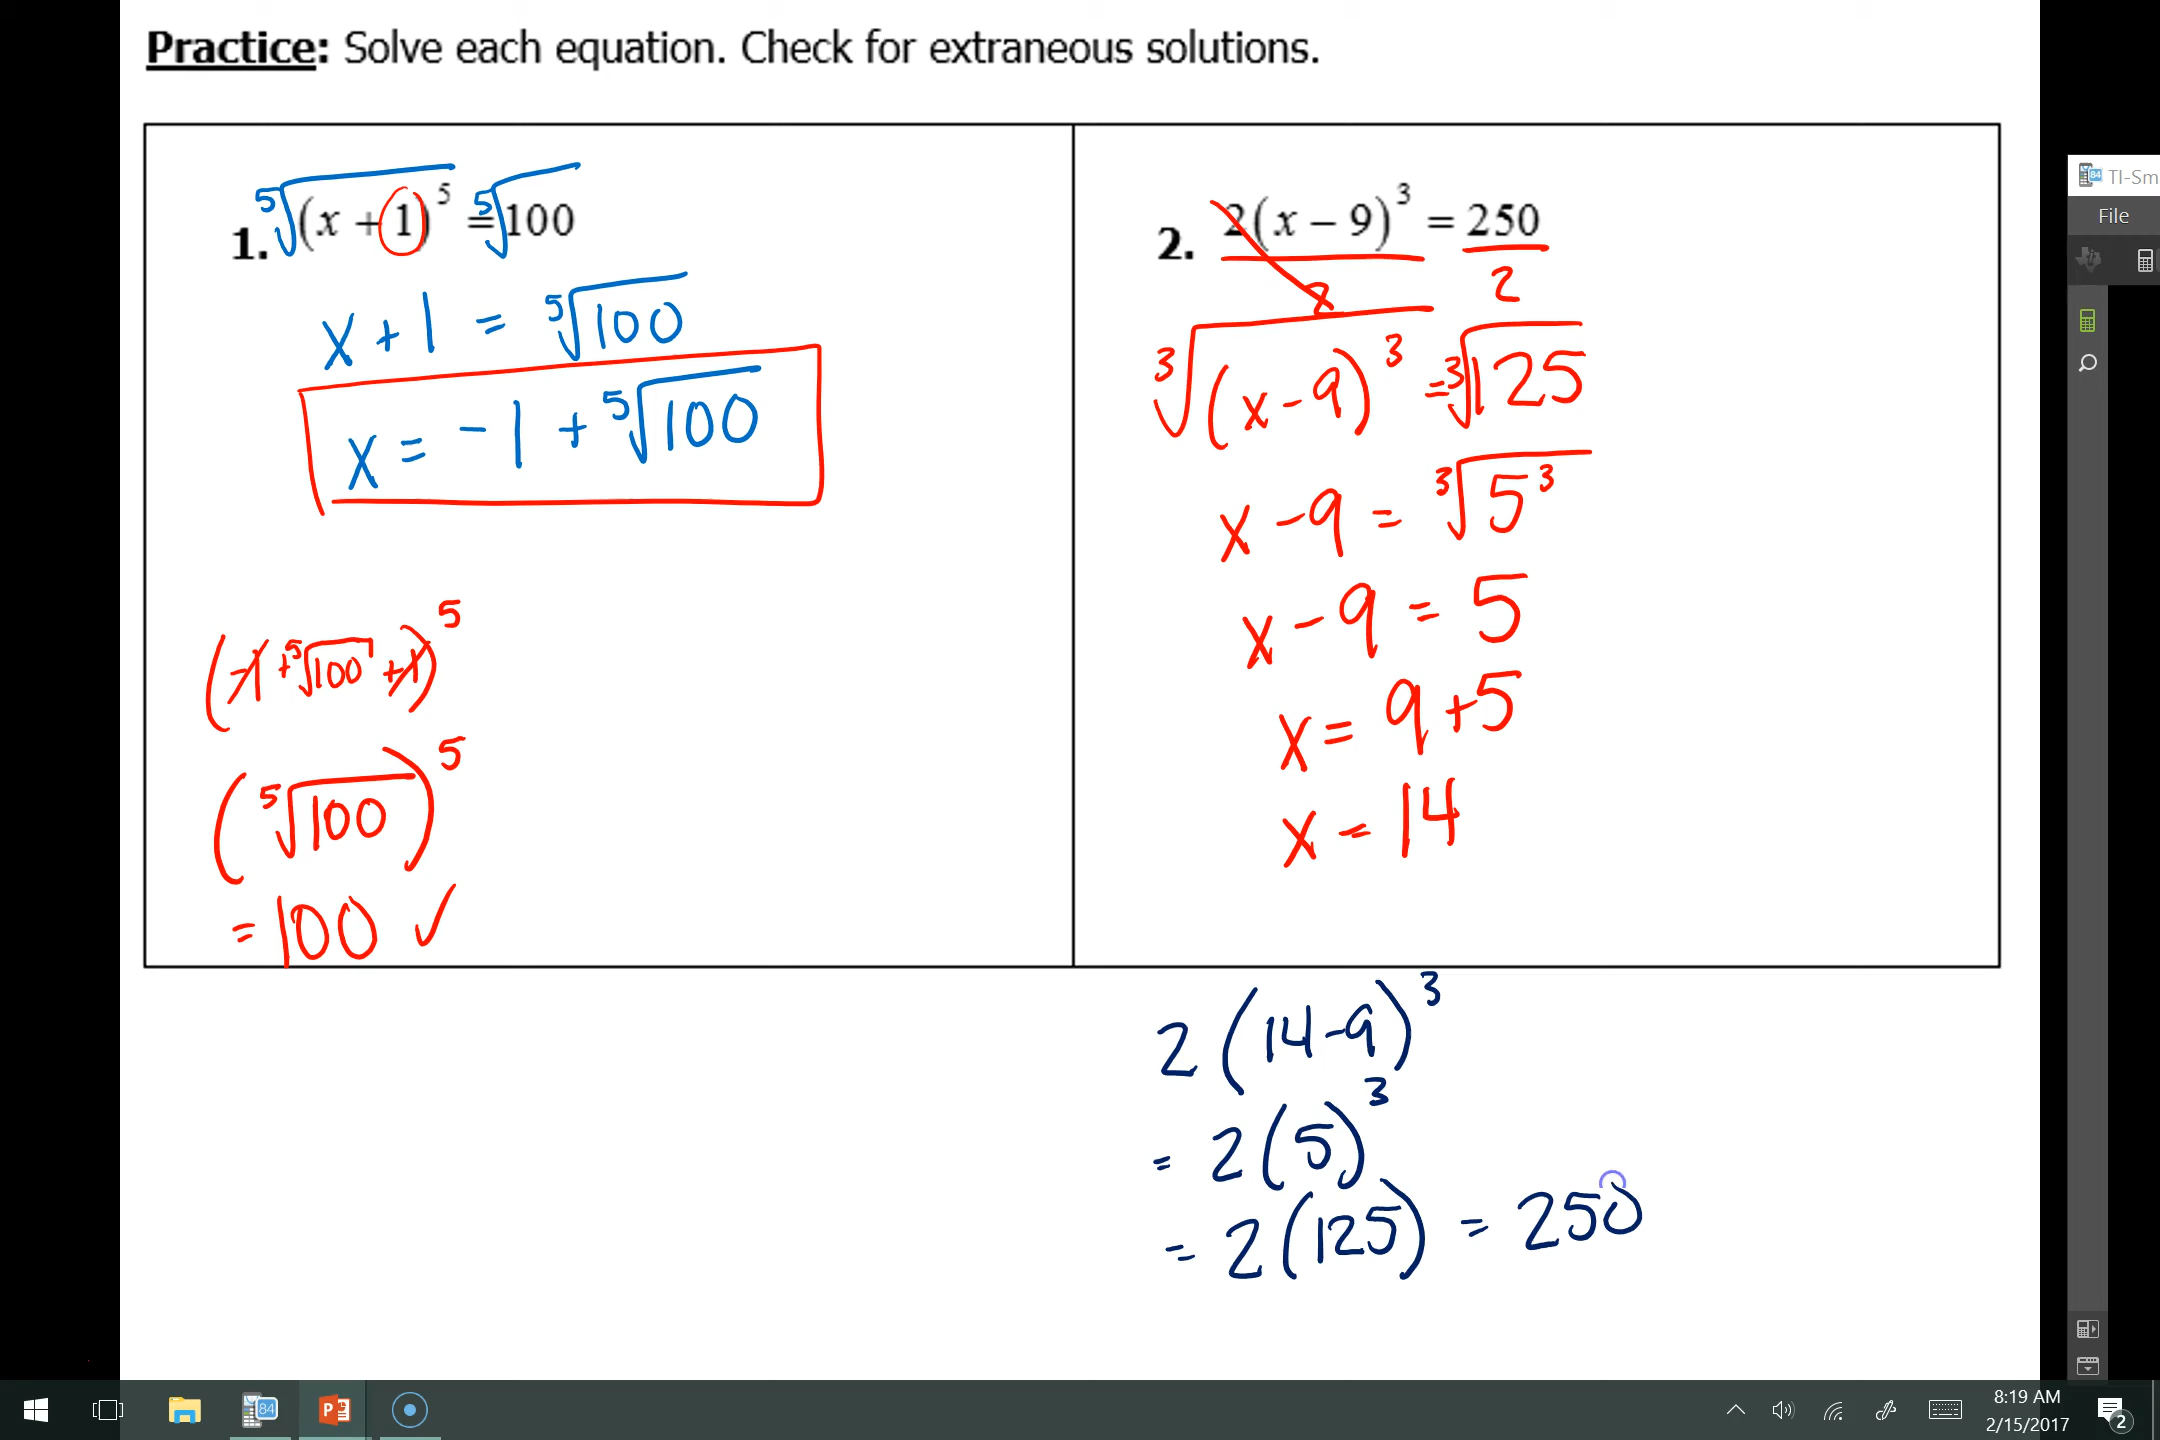 Practice: Solve each equation. Check for extraneous solutions.
1. ⁵√(x + 1)⁵ = ⁵√100
x + 1 = ⁵√100
x = -1 + ⁵√100
(-1 + ⁵√100 + 1)⁵
(⁵√100)⁵
= 100 ✓
2. 2(x − 9)³ = 250
2 2
³√(x - 9)³ = ³√125
x - 9 = ³√5³
x - 9 = 5
x = 9 + 5
x = 14
2(14 - 9)³
= 2(5)³
= 2(125) = 250
TI-Sm
File
84
84
8:19 AM
2/15/2017
2